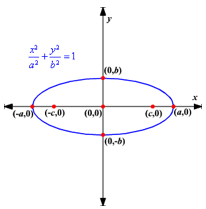 y
x²/a² + y²/b² = 1
(0,b)
x
(-a,0) (-c,0) (0,0) (c,0) (a,0)
(0,-b)